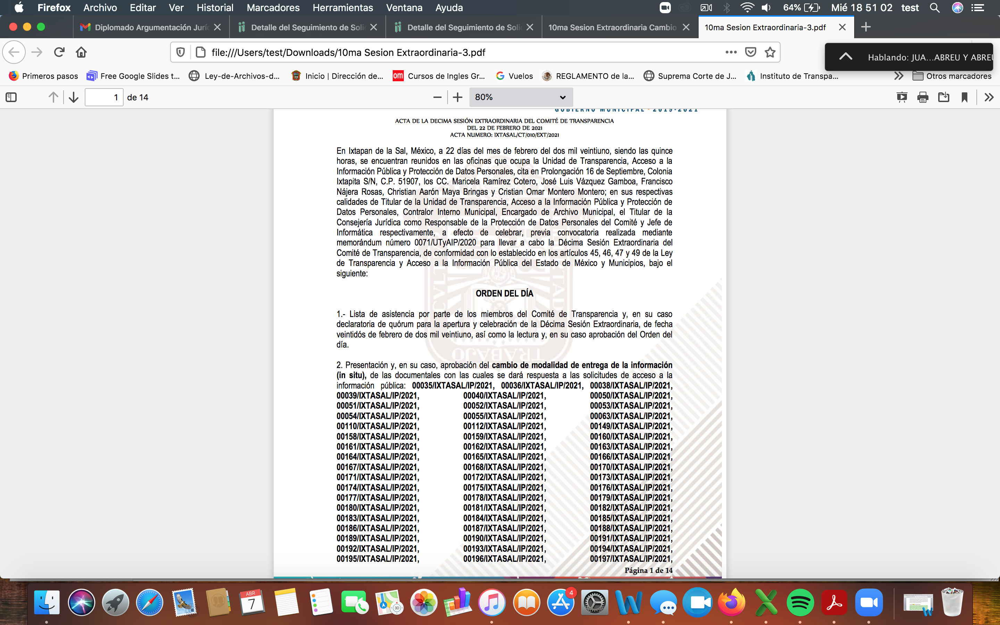 Firefox Archivo Editar Ver Historial Marcadores Herramientas Ventana Ayuda 64% Mié 18 51 02 test
Diplomado Argumentación Juríc
Detalle del Seguimiento de Soli
Detalle del Seguimiento de Soli
10ma Sesion Extraordinaria Cambio
10ma Sesion Extraordinaria-3.pdf
file:///Users/test/Downloads/10ma Sesion Extraordinaria-3.pdf
Hablando: JUA...ABREU Y ABREU
Primeros pasos Free Google Slides t... Ley-de-Archivos-d... Inicio | Dirección de... om Cursos de Ingles Gr... Vuelos REGLAMENTO de la... Suprema Corte de J... Instituto de Transpa... Otros marcadores
1 de 14 80%
GOBIERNO MUNICIPAL - 2019-2021
ACTA DE LA DECIMA SESIÓN EXTRAORDINARIA DEL COMITÉ DE TRANSPARENCIA
DEL 22 DE FEBRERO DE 2021
ACTA NUMERO: IXTASAL/CT/010/EXT/2021
En Ixtapan de la Sal, México, a 22 días del mes de febrero del dos mil veintiuno, siendo las quince
horas, se encuentran reunidos en las oficinas que ocupa la Unidad de Transparencia, Acceso a la
Información Pública y Protección de Datos Personales, cita en Prolongación 16 de Septiembre, Colonia
Ixtapita S/N, C.P. 51907, los CC. Maricela Ramírez Cotero, José Luis Vázquez Gamboa, Francisco
Nájera Rosas, Christian Aarón Maya Bringas y Cristian Omar Montero Montero; en sus respectivas
calidades de Titular de la Unidad de Transparencia, Acceso a la Información Pública y Protección de
Datos Personales, Contralor Interno Municipal, Encargado de Archivo Municipal, el Titular de la
Consejería Jurídica como Responsable de la Protección de Datos Personales del Comité y Jefe de
Informática respectivamente, a efecto de celebrar, previa convocatoria realizada mediante
memorándum número 0071/UTyAIP/2020 para llevar a cabo la Décima Sesión Extraordinaria del
Comité de Transparencia, de conformidad con lo establecido en los artículos 45, 46, 47 y 49 de la Ley
de Transparencia y Acceso a la Información Pública del Estado de México y Municipios, bajo el
siguiente:
ORDEN DEL DÍA
1.- Lista de asistencia por parte de los miembros del Comité de Transparencia y, en su caso
declaratoria de quórum para la apertura y celebración de la Décima Sesión Extraordinaria, de fecha
veintidós de febrero de dos mil veintiuno, así como la lectura y, en su caso aprobación del Orden del
día.
2. Presentación y, en su caso, aprobación del cambio de modalidad de entrega de la información
(in situ), de las documentales con las cuales se dará respuesta a las solicitudes de acceso a la
información pública: 00035/IXTASAL/IP/2021, 00036/IXTASAL/IP/2021, 00038/IXTASAL/IP/2021,
00039/IXTASAL/IP/2021, 00040/IXTASAL/IP/2021, 00050/IXTASAL/IP/2021,
00051/IXTASAL/IP/2021, 00052/IXTASAL/IP/2021, 00053/IXTASAL/IP/2021,
00054/IXTASAL/IP/2021, 00055/IXTASAL/IP/2021, 00063/IXTASAL/IP/2021,
00110/IXTASAL/IP/2021, 00112/IXTASAL/IP/2021, 00149/IXTASAL/IP/2021,
00158/IXTASAL/IP/2021, 00159/IXTASAL/IP/2021, 00160/IXTASAL/IP/2021,
00161/IXTASAL/IP/2021, 00162/IXTASAL/IP/2021, 00163/IXTASAL/IP/2021,
00164/IXTASAL/IP/2021, 00165/IXTASAL/IP/2021, 00166/IXTASAL/IP/2021,
00167/IXTASAL/IP/2021, 00168/IXTASAL/IP/2021, 00170/IXTASAL/IP/2021,
00171/IXTASAL/IP/2021, 00172/IXTASAL/IP/2021, 00173/IXTASAL/IP/2021,
00174/IXTASAL/IP/2021, 00175/IXTASAL/IP/2021, 00176/IXTASAL/IP/2021,
00177/IXTASAL/IP/2021, 00178/IXTASAL/IP/2021, 00179/IXTASAL/IP/2021,
00180/IXTASAL/IP/2021, 00181/IXTASAL/IP/2021, 00182/IXTASAL/IP/2021,
00183/IXTASAL/IP/2021, 00184/IXTASAL/IP/2021, 00185/IXTASAL/IP/2021,
00186/IXTASAL/IP/2021, 00187/IXTASAL/IP/2021, 00188/IXTASAL/IP/2021,
00189/IXTASAL/IP/2021, 00190/IXTASAL/IP/2021, 00191/IXTASAL/IP/2021,
00192/IXTASAL/IP/2021, 00193/IXTASAL/IP/2021, 00194/IXTASAL/IP/2021,
00195/IXTASAL/IP/2021, 00196/IXTASAL/IP/2021, 00197/IXTASAL/IP/2021,
TRABAJO
Página 1 de 14
ABR
7
3D
4